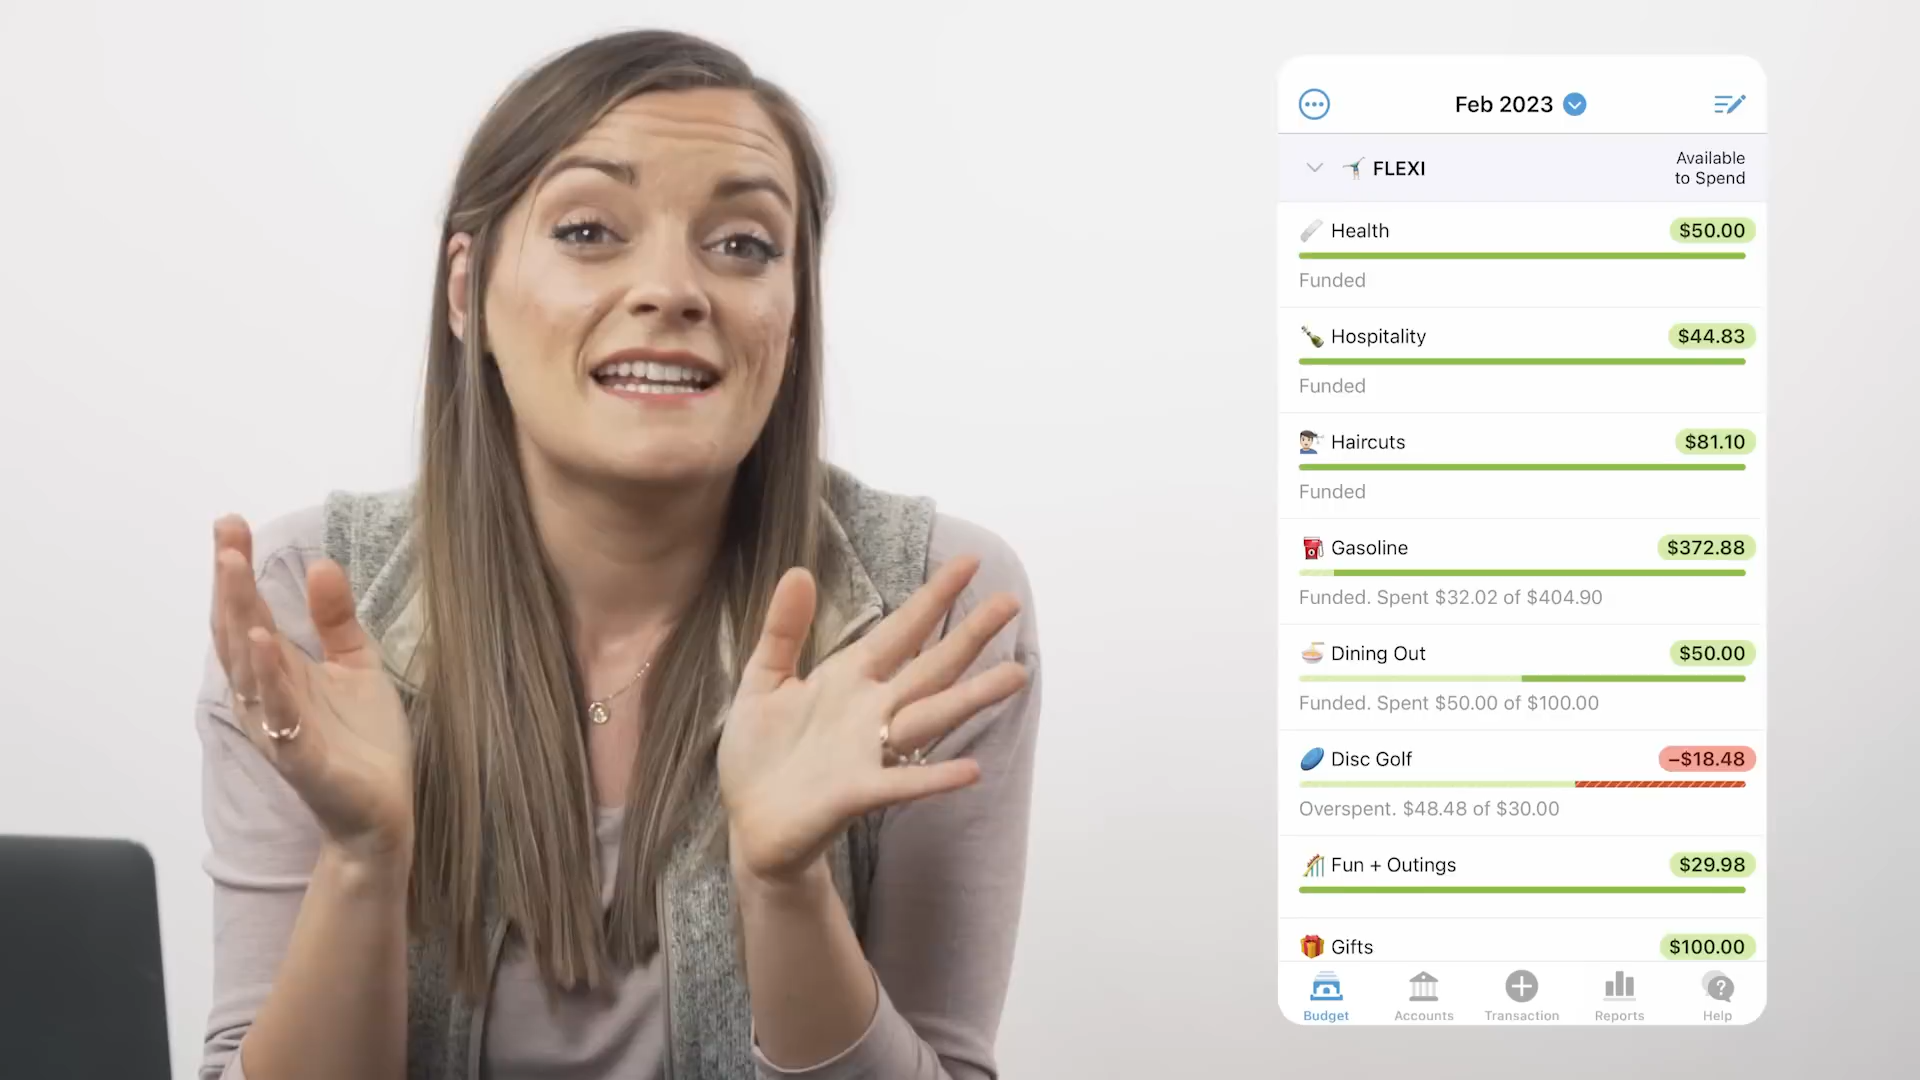 Feb 2023
FLEXI
Available
to Spend
Health $50.00
Funded
Hospitality $44.83
Funded
Haircuts $81.10
Funded
Gasoline $372.88
Funded. Spent $32.02 of $404.90
Dining Out $50.00
Funded. Spent $50.00 of $100.00
Disc Golf −$18.48
Overspent. $48.48 of $30.00
Fun + Outings $29.98
Gifts $100.00
Budget Accounts Transaction Reports Help